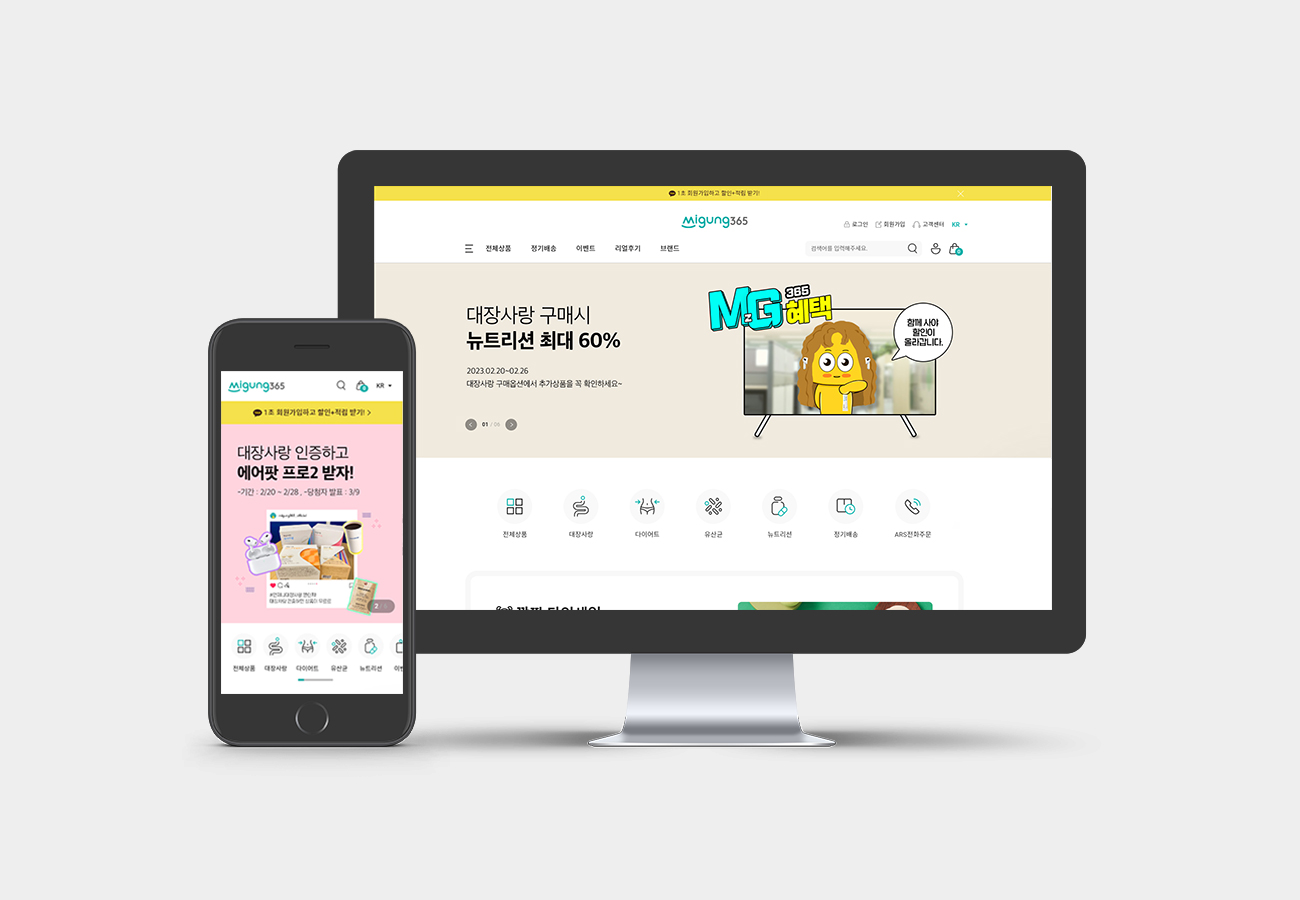 1초 회원가입하고 할인+적립 받기!
migung365
로그인 회원가입 고객센터 KR
전체상품 정기배송 이벤트 리얼후기 브랜드
검색어를 입력해주세요.
0
대장사랑 구매시
뉴트리션 최대 60%
2023.02.20~02.26
대장사랑 구매옵션에서 추가상품을 꼭 확인하세요~
01 / 06
MzG 365
혜택
함께 사야
할인이
올라갑니다.
전체상품 대장사랑 다이어트 유산균 뉴트리션 정기배송 ARS전화주문
migung365
0
KR
1초 회원가입하고 할인+적립 받기!
대장사랑 인증하고
에어팟 프로2 받자!
-기간 : 2/20 ~ 2/28 , -당첨자 발표 : 3/9
2 /
전체상품 대장사랑 다이어트 유산균 뉴트리션